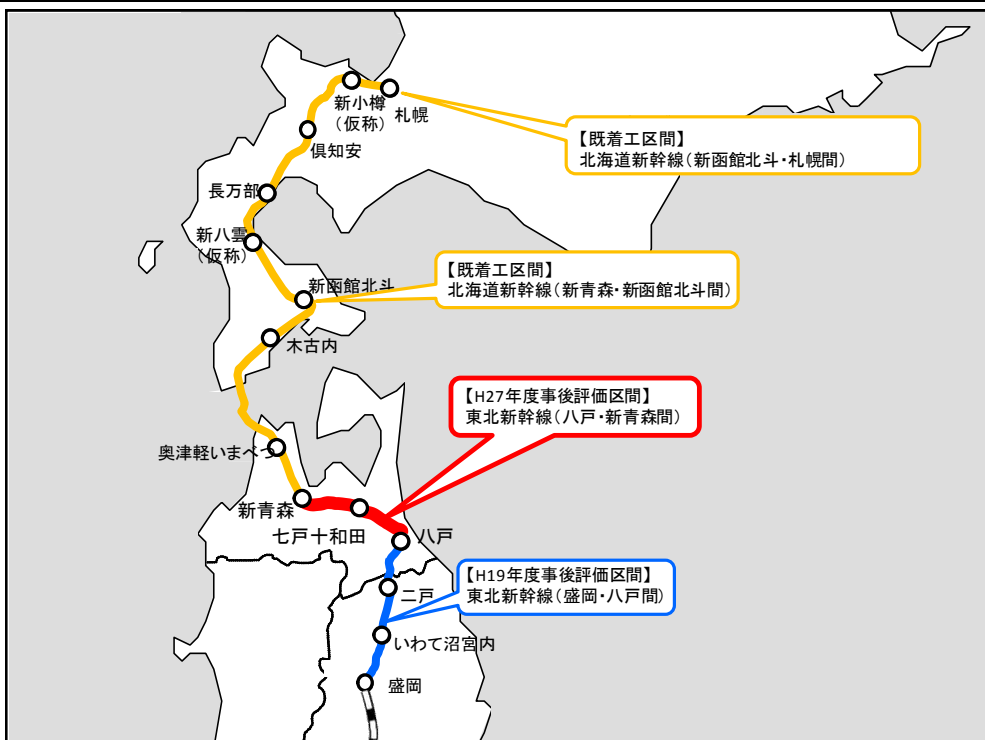 新小樽
(仮称)
札幌
【既着工区間】
北海道新幹線(新函館北斗・札幌間)
倶知安
長万部
新八雲
(仮称)
【既着工区間】
北海道新幹線(新青森・新函館北斗間)
新函館北斗
木古内
【H27年度事後評価区間】
東北新幹線(八戸・新青森間)
奥津軽いまべつ
新青森
七戸十和田
八戸
【H19年度事後評価区間】
東北新幹線(盛岡・八戸間)
二戸
いわて沼宮内
盛岡